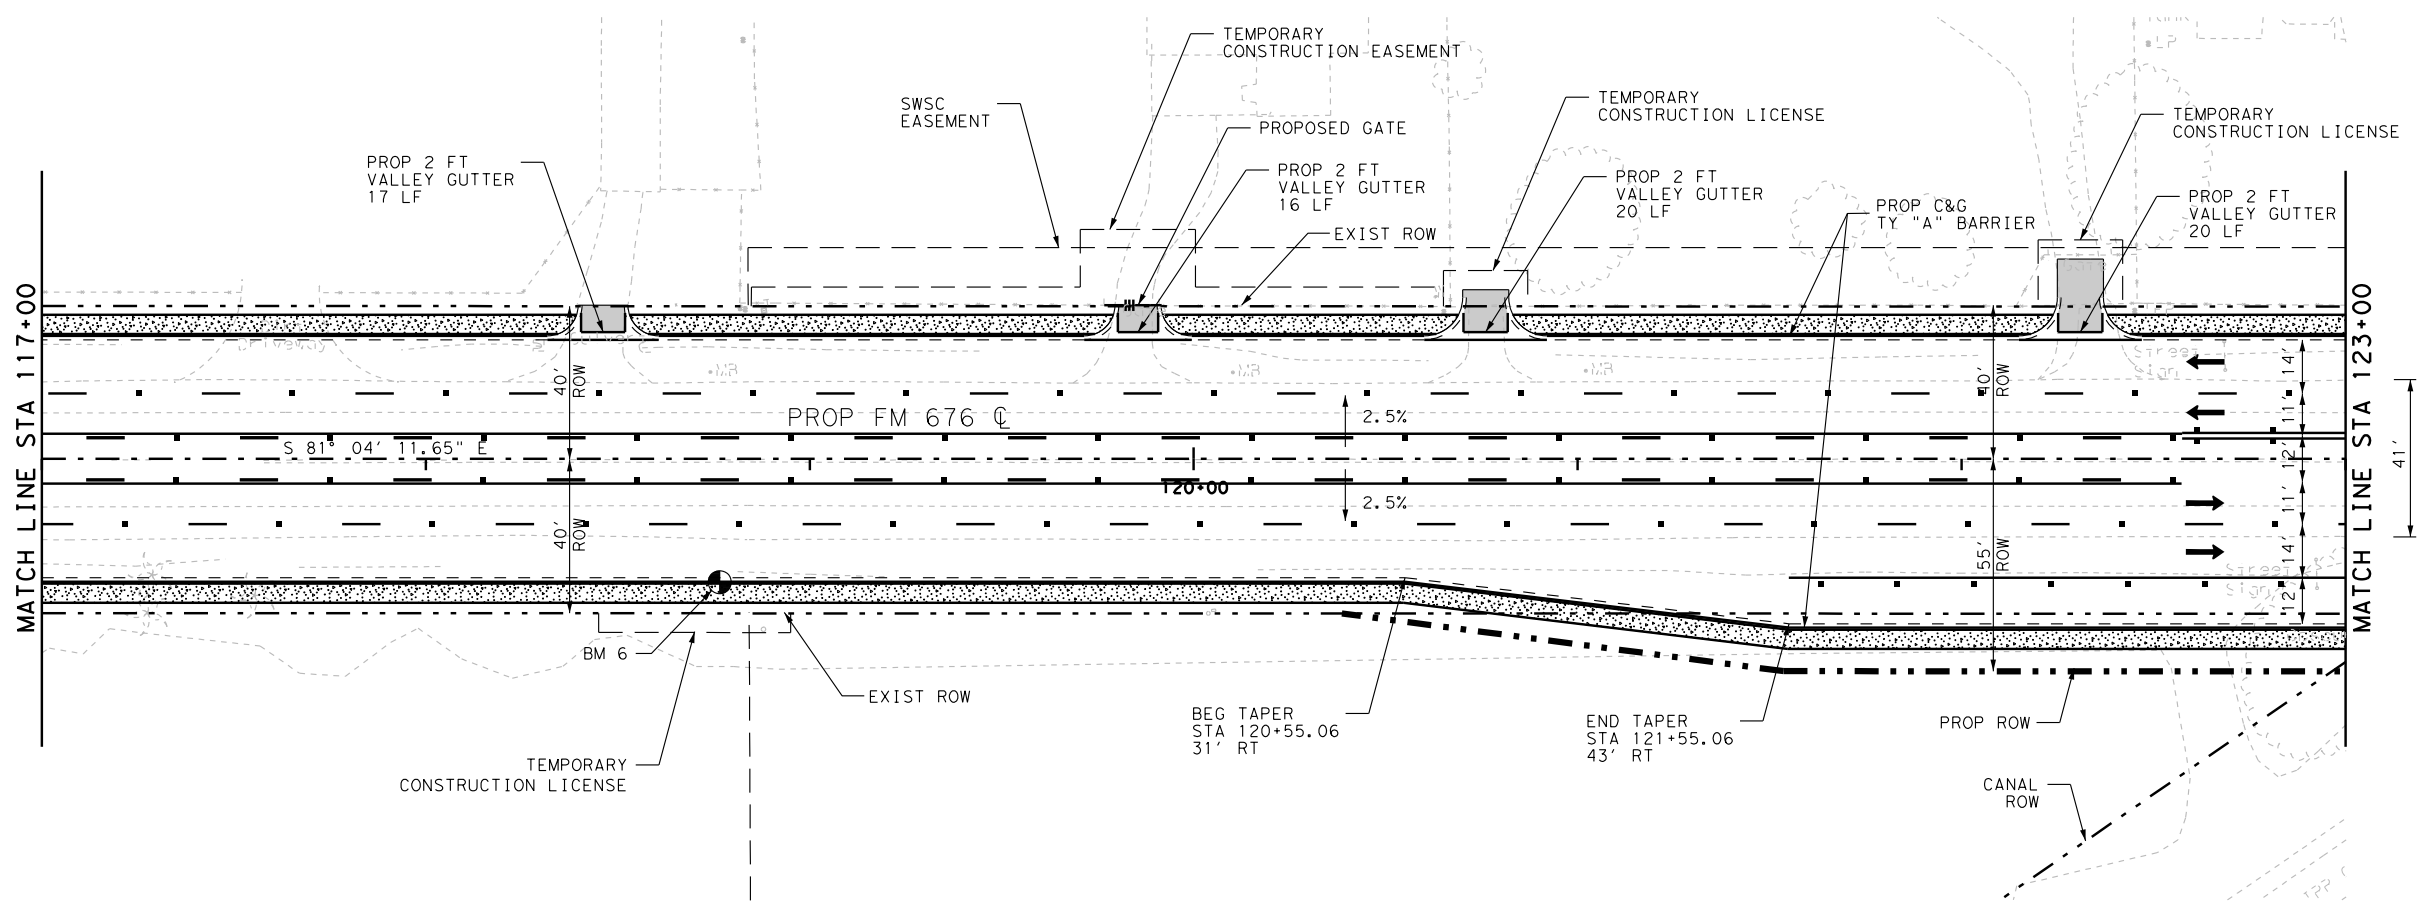 TEMPORARY
CONSTRUCTION EASEMENT
SWSC
EASEMENT
PROPOSED GATE
TEMPORARY
CONSTRUCTION LICENSE
TEMPORARY
CONSTRUCTION LICENSE
PROP 2 FT
VALLEY GUTTER
17 LF
PROP 2 FT
VALLEY GUTTER
16 LF
PROP 2 FT
VALLEY GUTTER
20 LF
PROP C&G
TY "A" BARRIER
PROP 2 FT
VALLEY GUTTER
20 LF
EXIST ROW
MATCH LINE STA 117+00
MATCH LINE STA 123+00
Driveway
MB
MB
MB
LP
40' ROW
40' ROW
14'
11'
12'
11'
14'
12'
41'
PROP FM 676 ℄
2.5%
S 81° 04' 11.65" E
120+00
2.5%
40' ROW
55' ROW
BM 6
EXIST ROW
BEG TAPER
STA 120+55.06
31' RT
END TAPER
STA 121+55.06
43' RT
PROP ROW
TEMPORARY
CONSTRUCTION LICENSE
CANAL
ROW